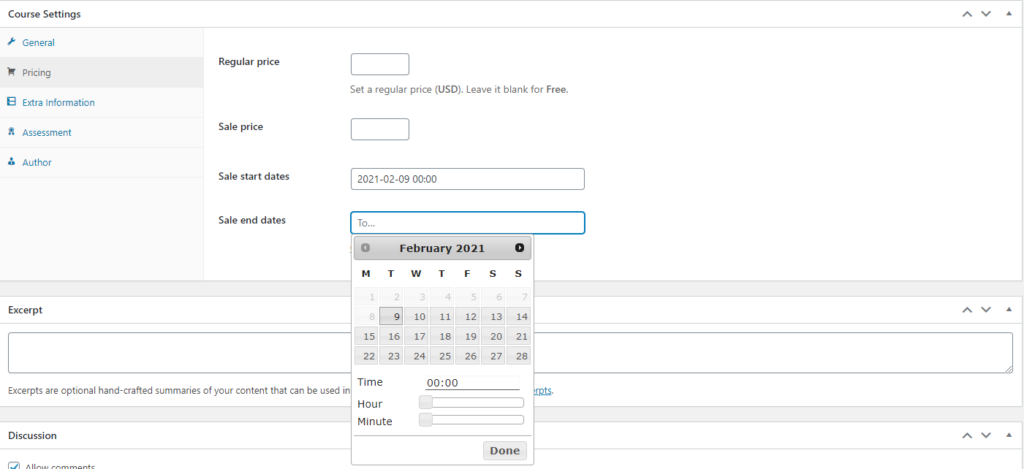 Course Settings
General
Pricing
Extra Information
Assessment
Author
Regular price
Set a regular price (USD). Leave it blank for Free.
Sale price
Sale start dates
2021-02-09 00:00
Sale end dates
To...
February 2021
M T W T F S S
1 2 3 4 5 6 7
8 9 10 11 12 13 14
15 16 17 18 19 20 21
22 23 24 25 26 27 28
Time 00:00
Hour
Minute
Done
Excerpt
Excerpts are optional hand-crafted summaries of your content that can be used in
erpts.
Discussion
Allow comments